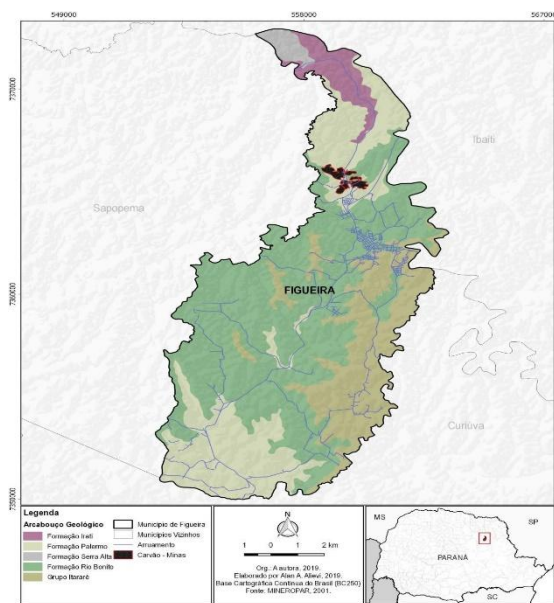 549000
558000
567000
7370000
7360000
7350000
Ibaiti
Sapopema
FIGUEIRA
Curiúva
Legenda
Arcabouço Geológico
Formação Irati
Formação Palermo
Formação Serra Alta
Formação Rio Bonito
Grupo Itararé
Município de Figueira
Municípios Vizinhos
Arruamento
Carvão - Minas
N
1 0 1 2 km
Org.: A autora, 2019.
Elaborado por Alan A. Alievi, 2019.
Base Cartográfica Contínua do Brasil (BC250)
Fonte: MINEROPAR, 2001.
MS
SP
PARANÁ
SC